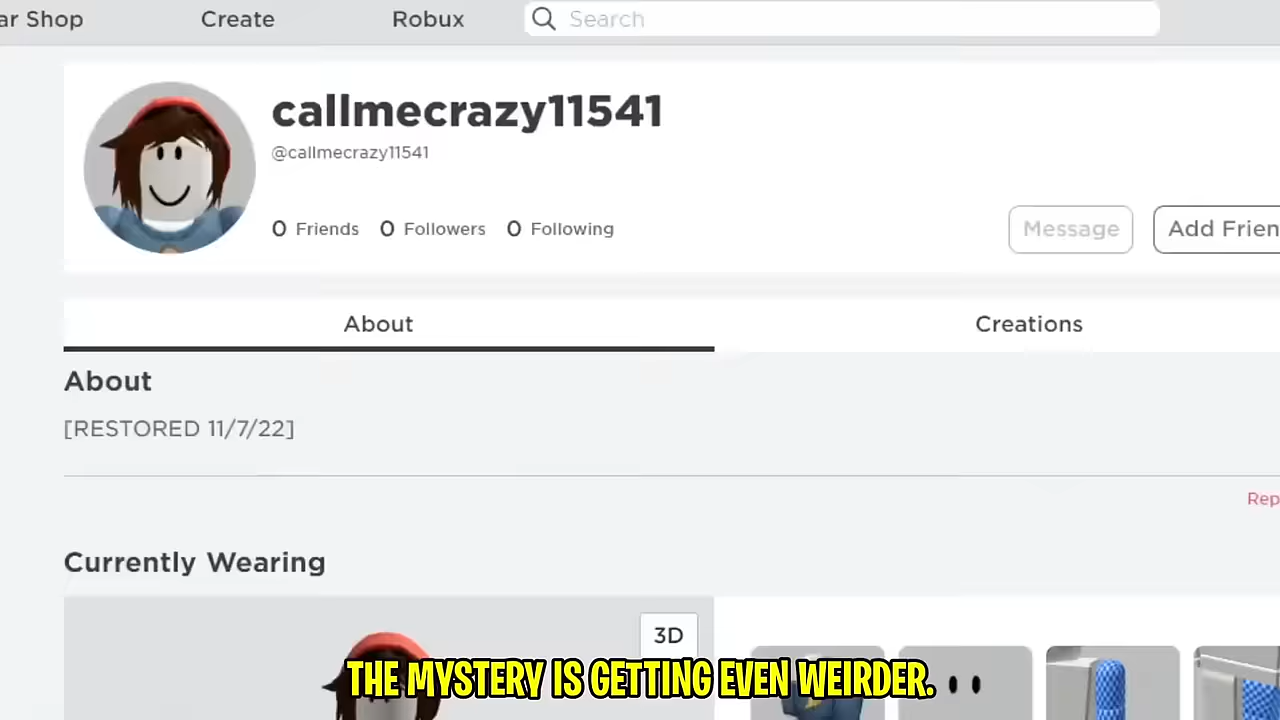 ar Shop Create Robux Search
callmecrazy11541
@callmecrazy11541
0 Friends 0 Followers 0 Following
Message Add Frien
About Creations
About
[RESTORED 11/7/22]
Rep
Currently Wearing
3D
THE MYSTERY IS GETTING EVEN WEIRDER.